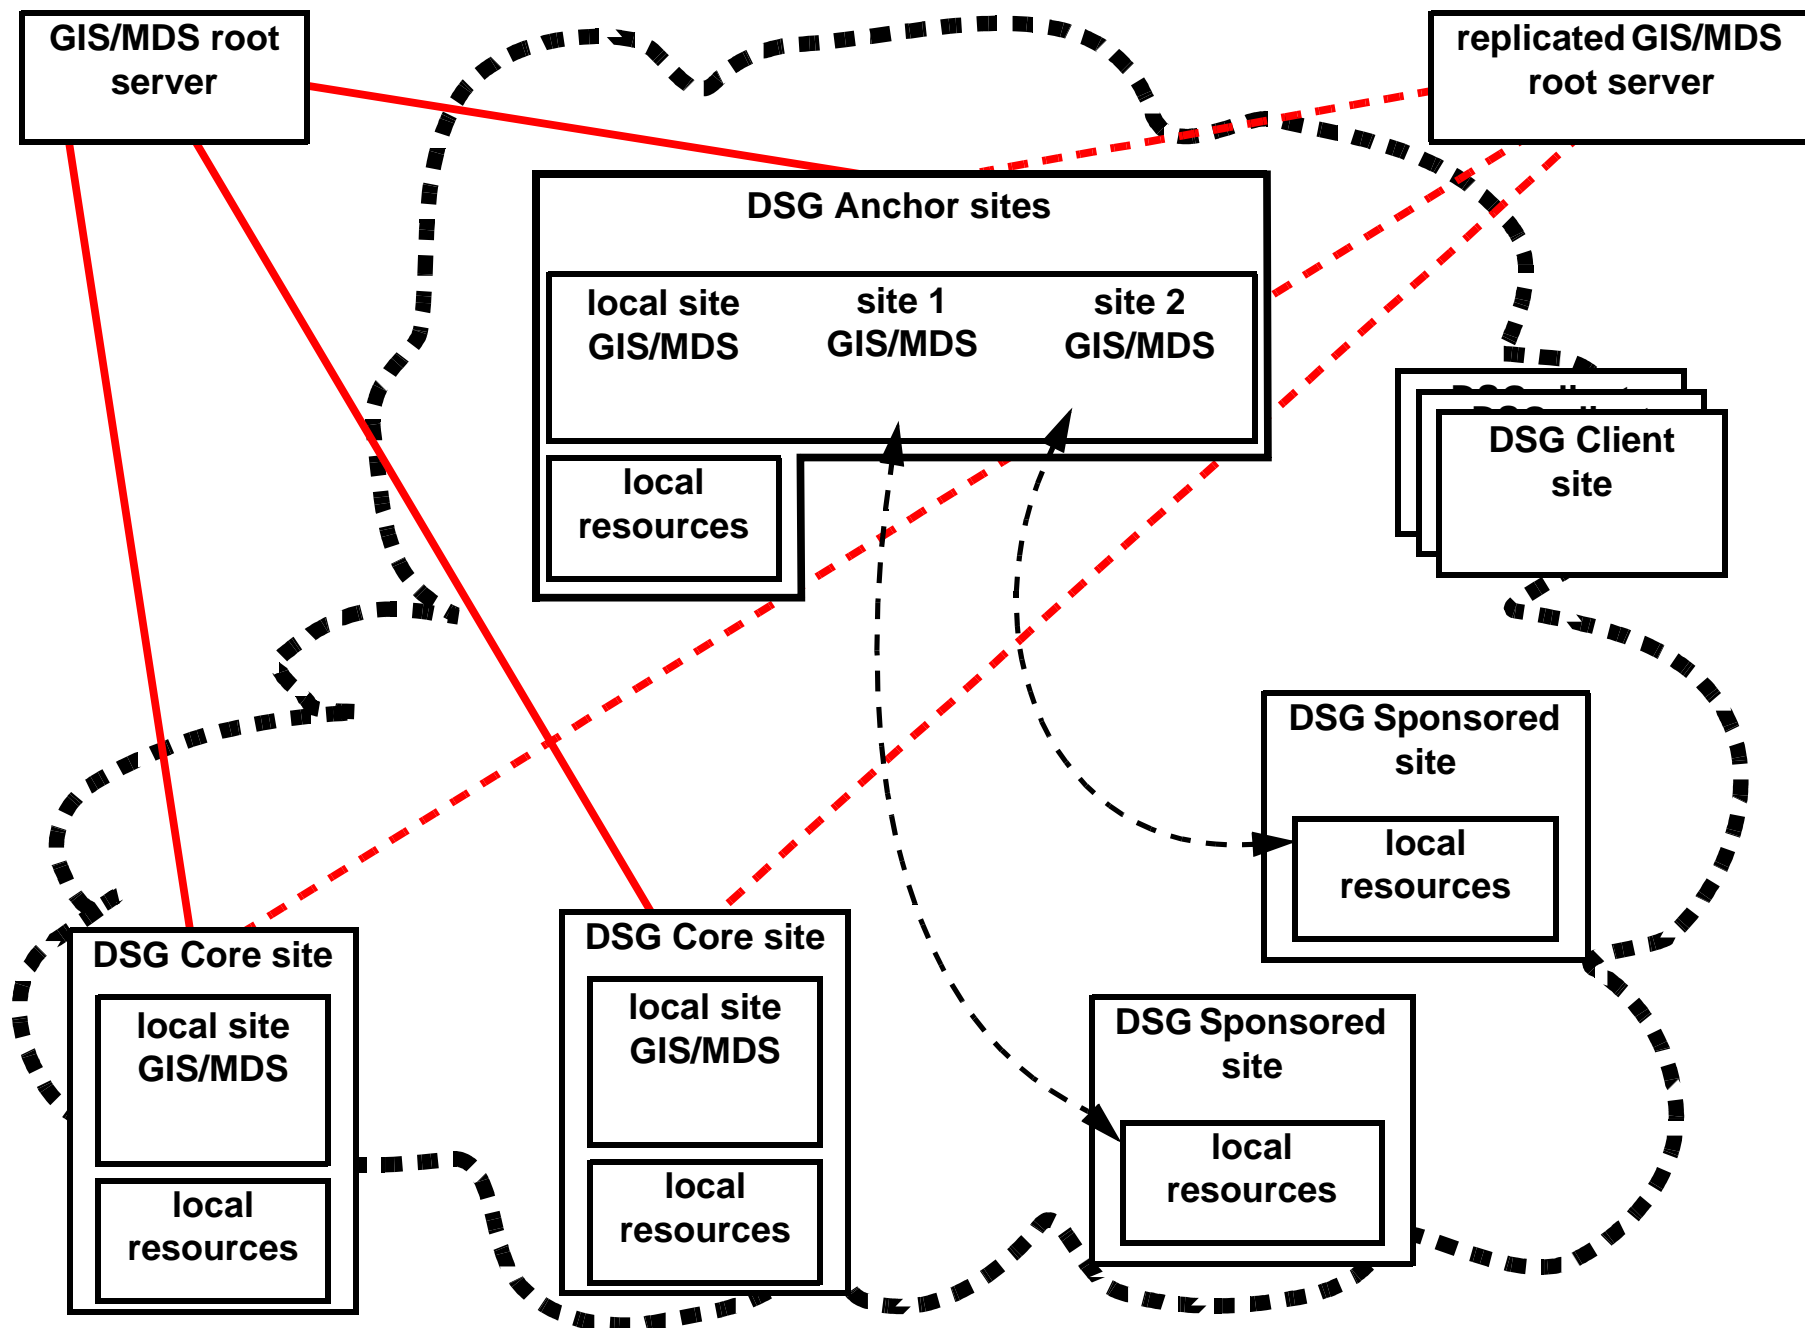 GIS/MDS root
server
replicated GIS/MDS
root server
DSG Anchor sites
local site
GIS/MDS
site 1
GIS/MDS
site 2
GIS/MDS
local
resources
DSG Client
site
DSG Sponsored
site
local
resources
DSG Core site
local site
GIS/MDS
local
resources
DSG Core site
local site
GIS/MDS
local
resources
DSG Sponsored
site
local
resources